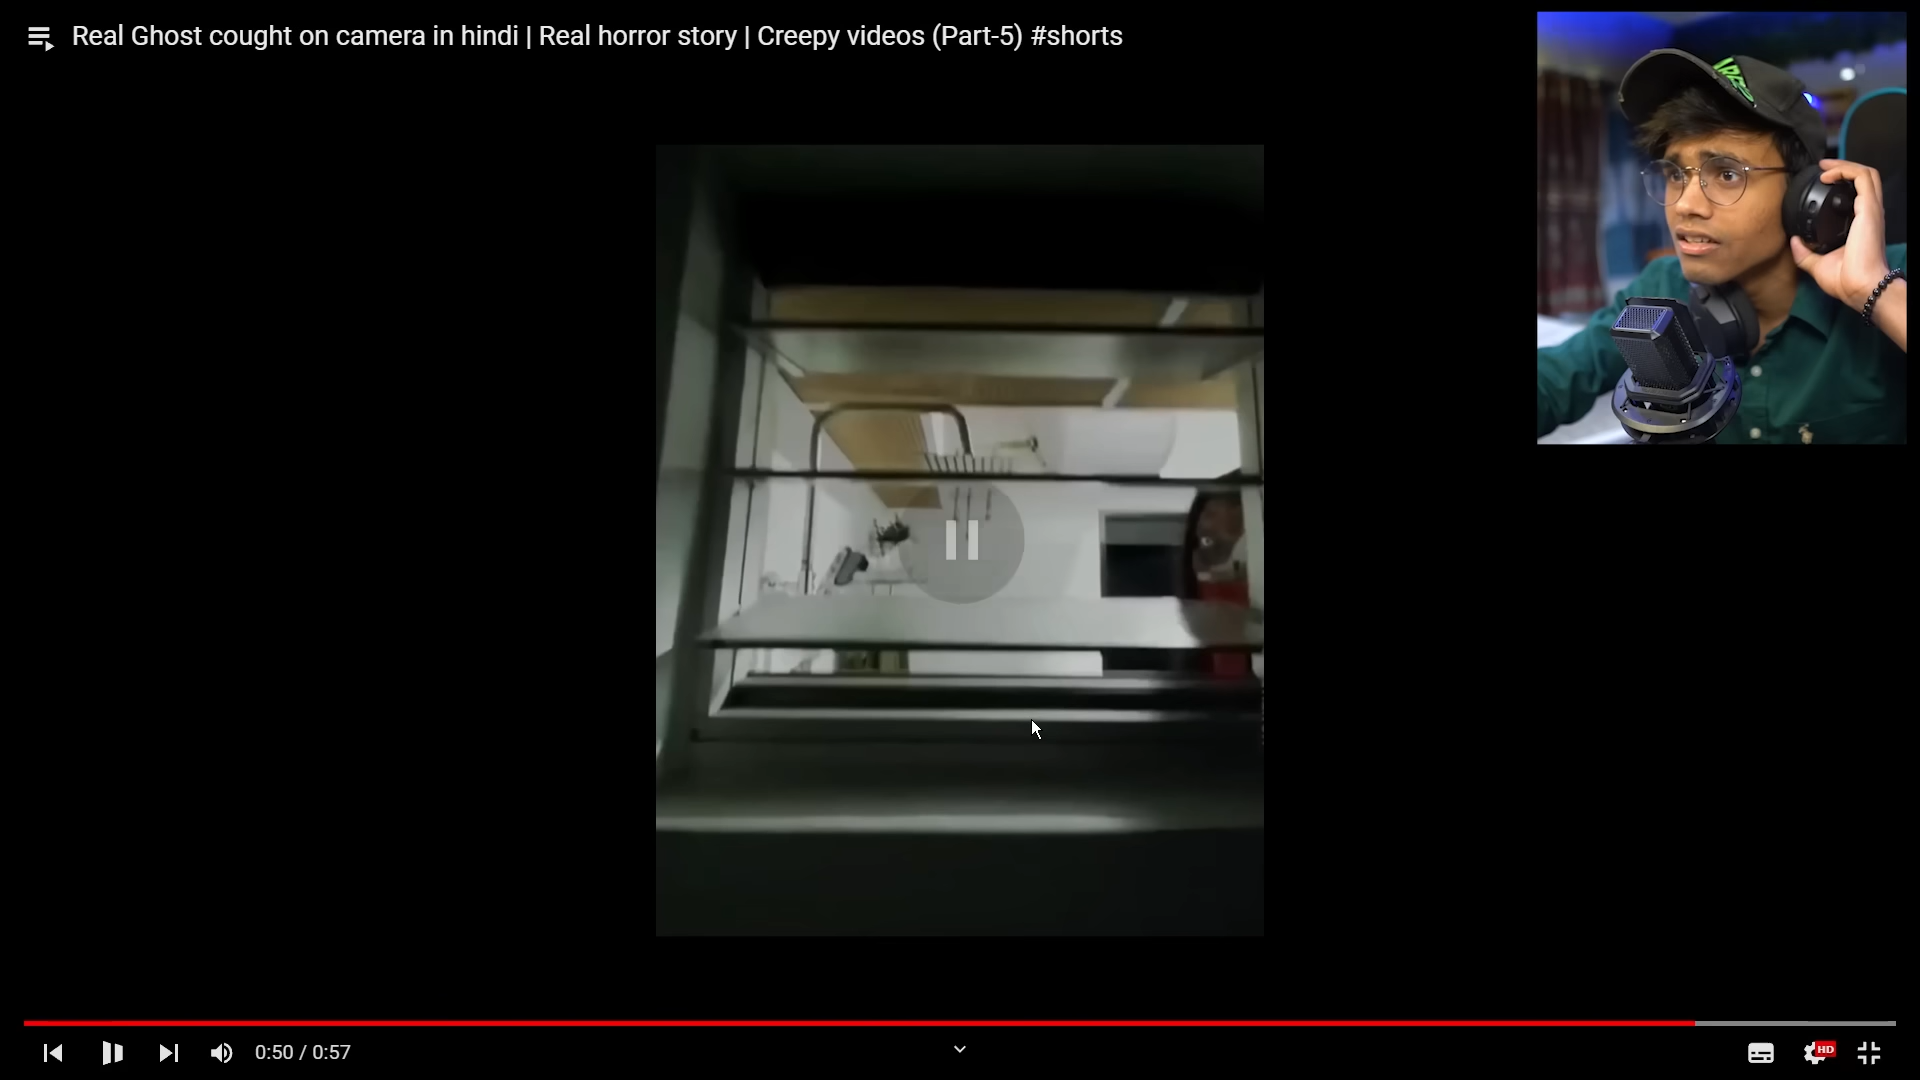 Real Ghost cought on camera in hindi | Real horror story | Creepy videos (Part-5) #shorts
0:50 / 0:57
HD